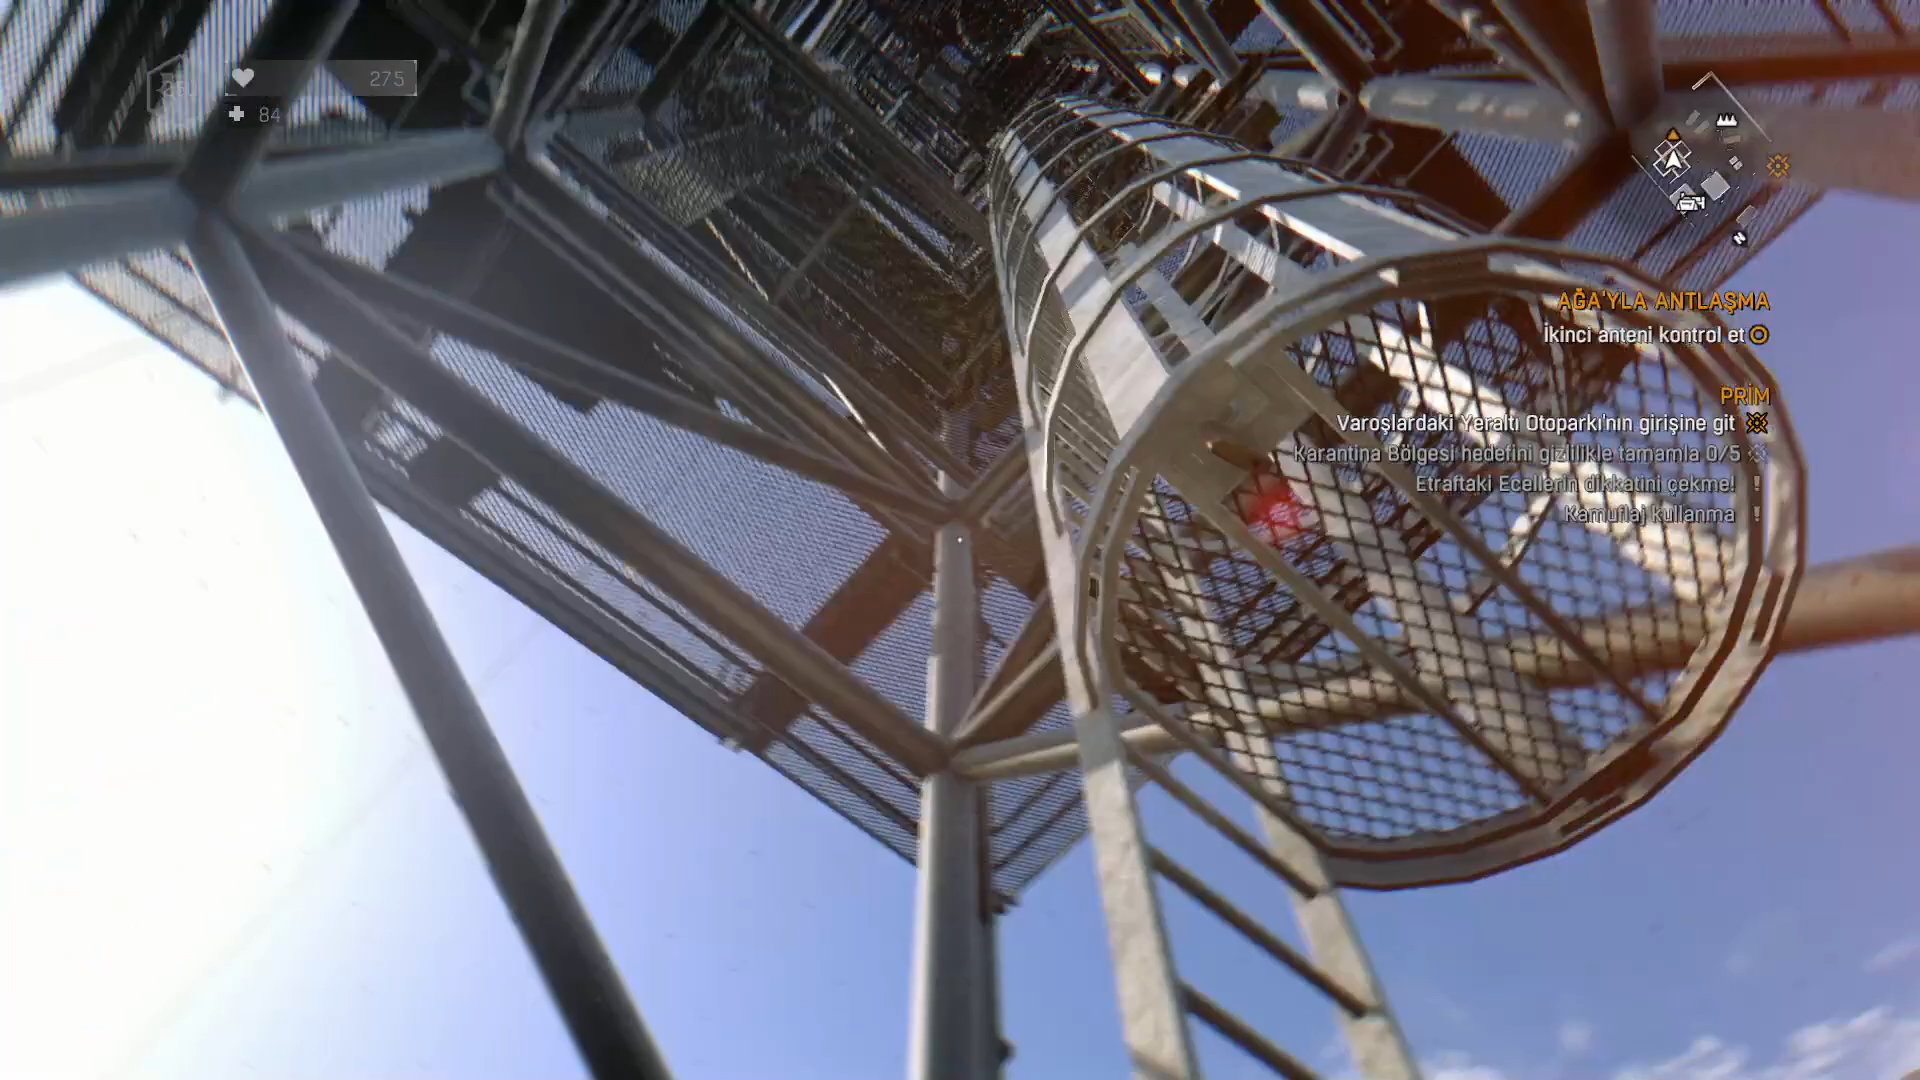 275
84
N
AĞA'YLA ANTLAŞMA
İkinci anteni kontrol et
PRİM
Varoşlardaki Yeraltı Otoparkı'nın girişine git
Karantina Bölgesi hedefini gizlilikle tamamla 0/5
Etraftaki Ecellerin dikkatini çekme!
Kamuflaj kullanma